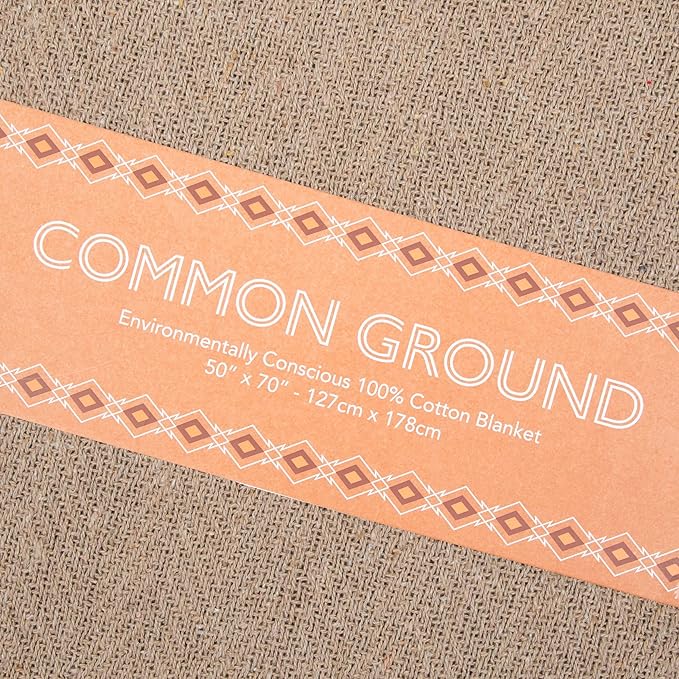 COMMON GROUND
Environmentally Conscious 100% Cotton Blanket
50" x 70" - 127cm x 178cm